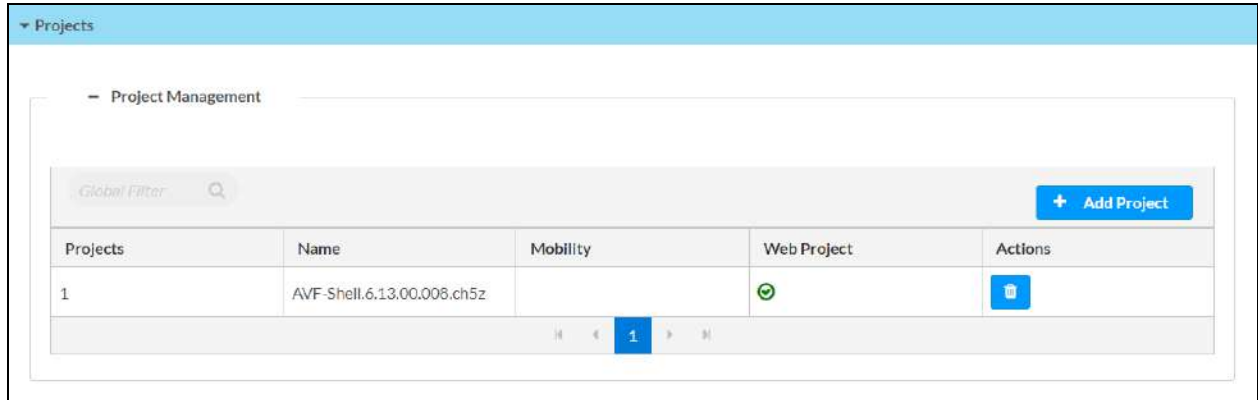 Projects
Project Management
Global Filter
+ Add Project
Projects Name Mobility Web Project Actions
1 AVF-Shell.6.13.00.008.ch5z
1